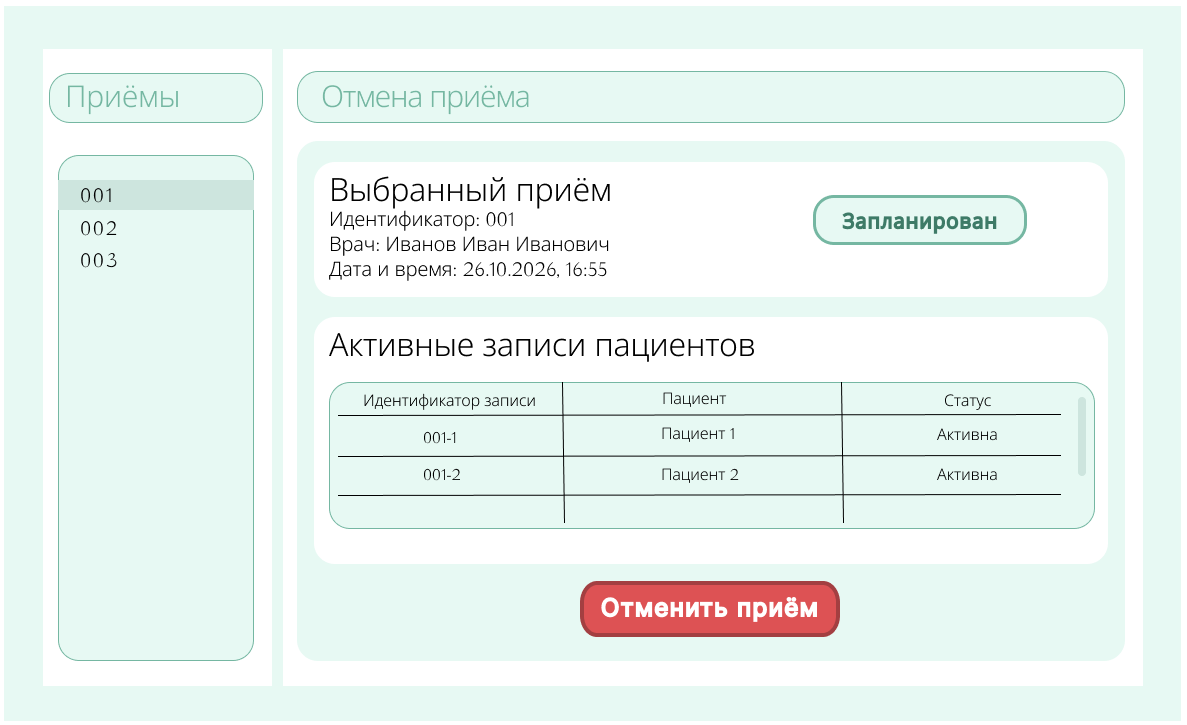 Приёмы
001
002
003
Отмена приёма
Выбранный приём
Идентификатор: 001
Врач: Иванов Иван Иванович
Дата и время: 26.10.2026, 16:55
Запланирован
Активные записи пациентов
Идентификатор записи Пациент Статус
001-1 Пациент 1 Активна
001-2 Пациент 2 Активна
Отменить приём